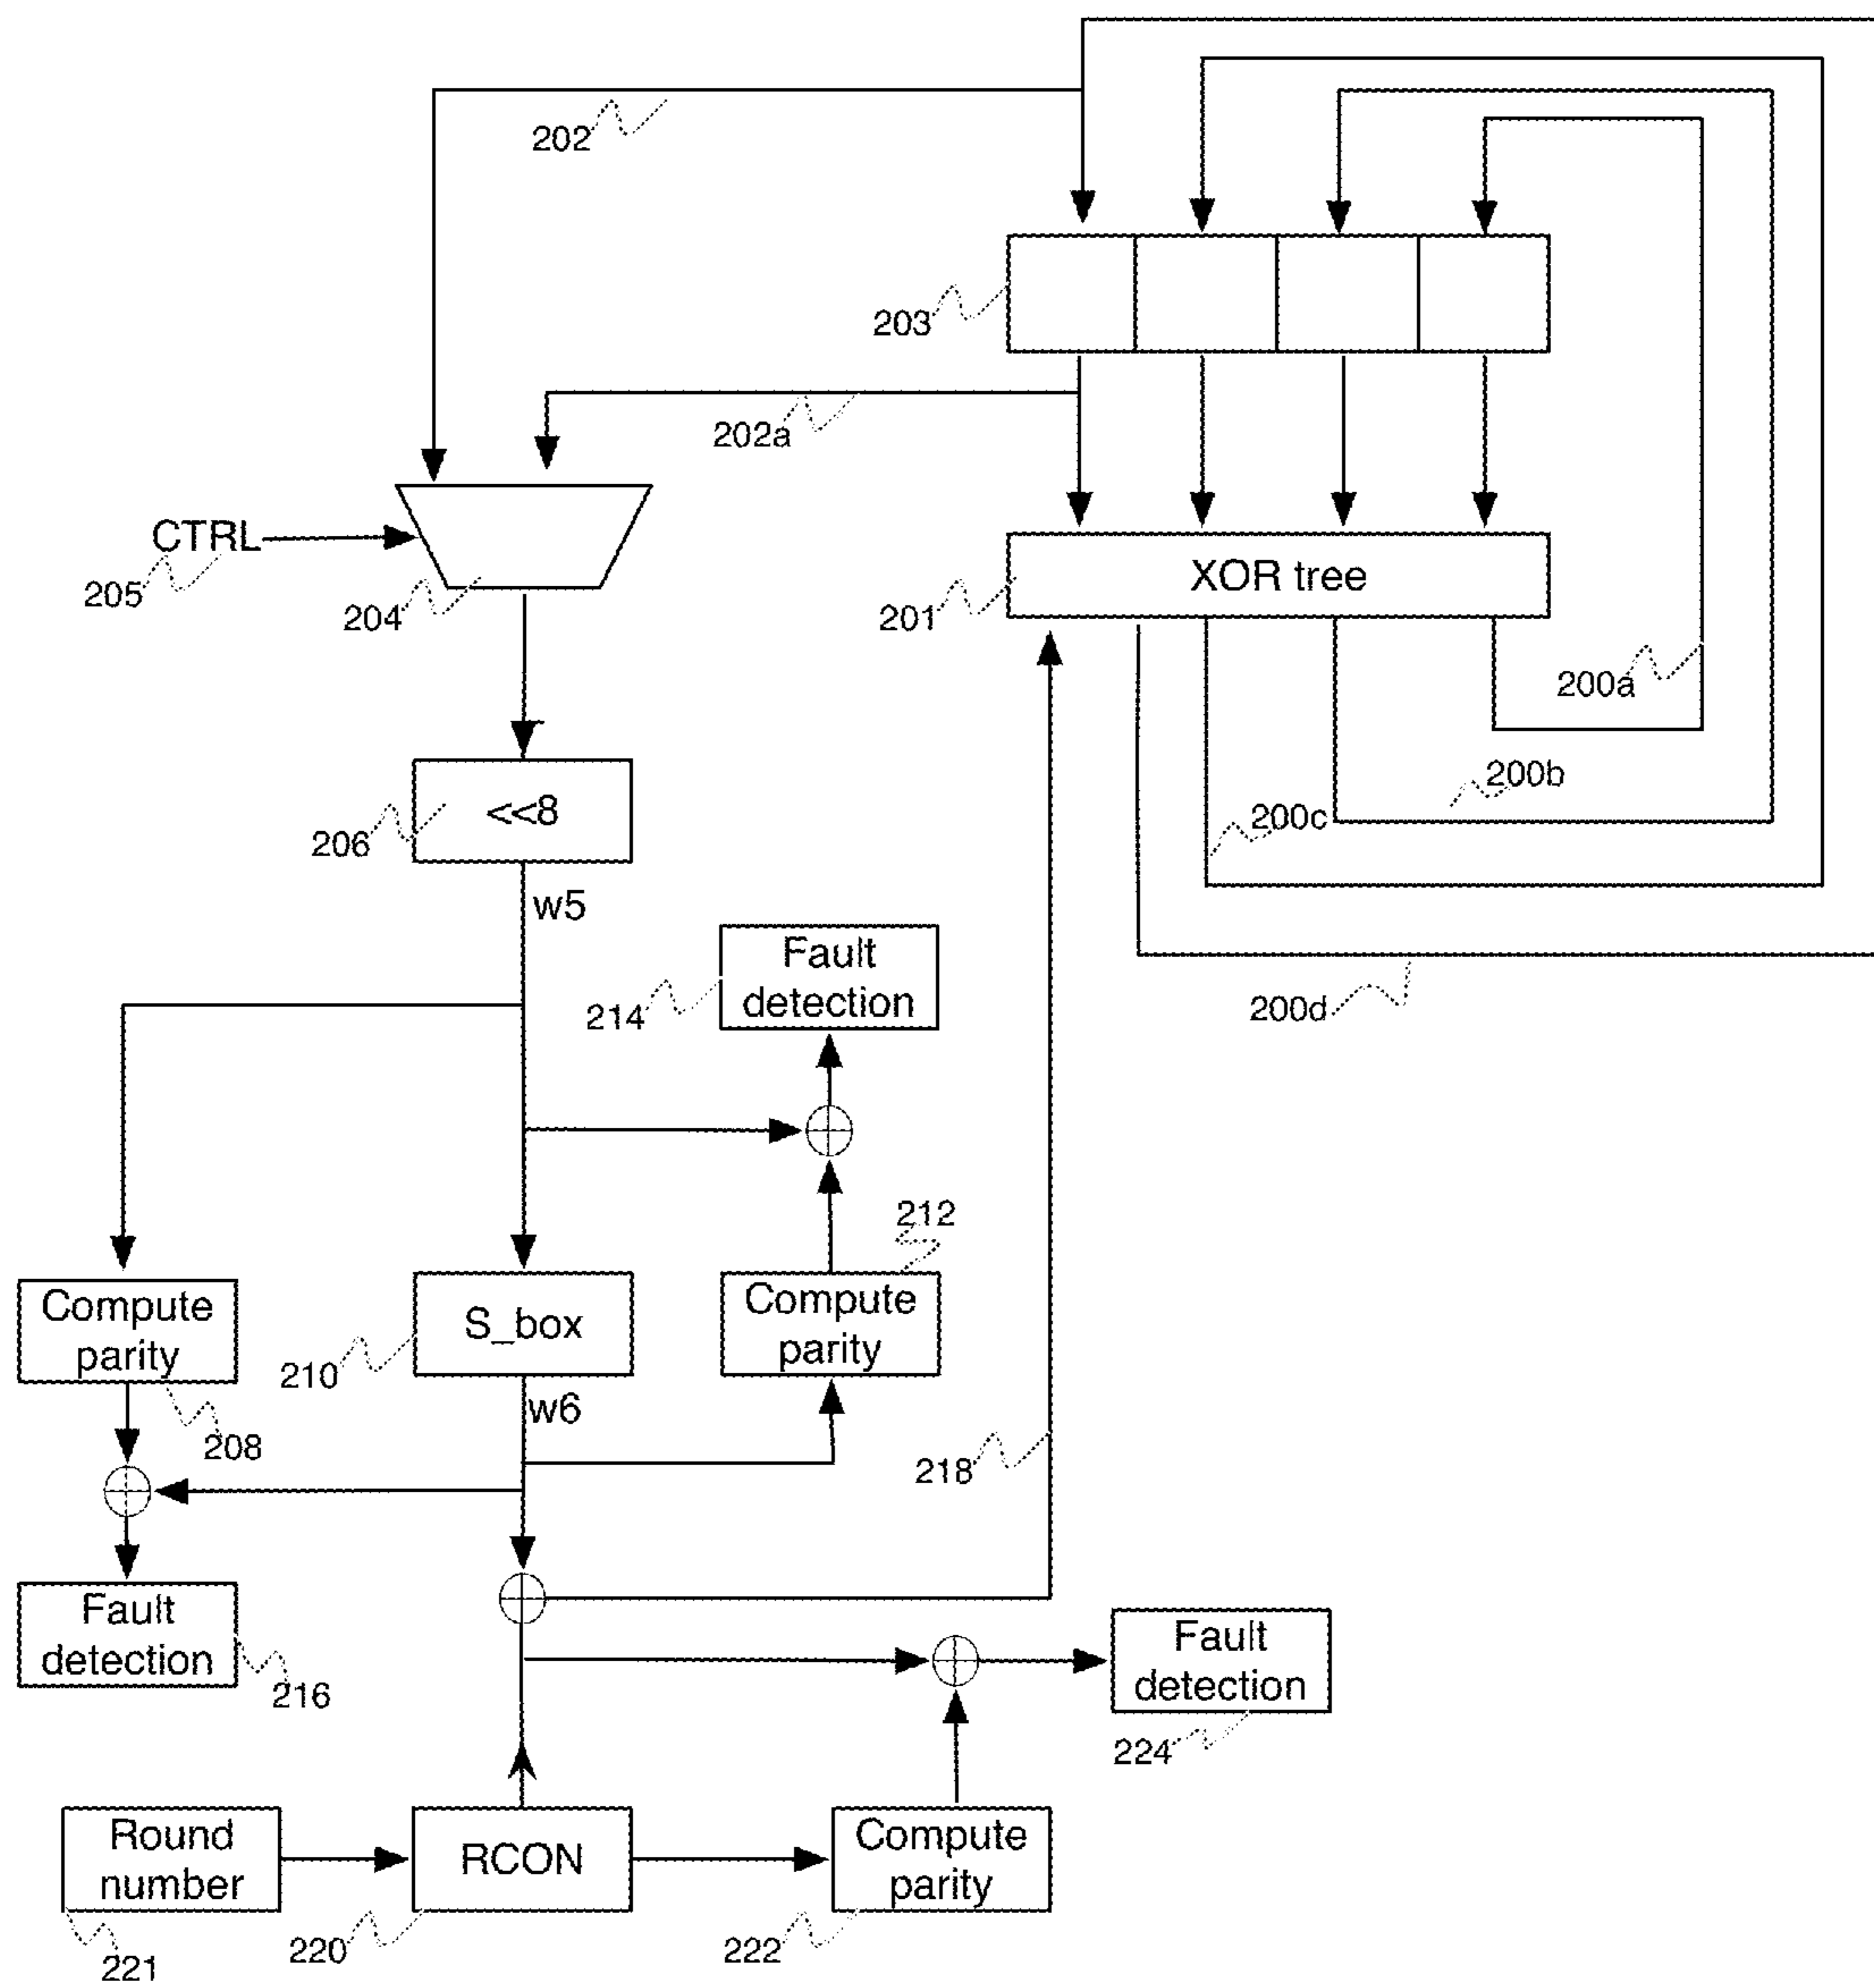 202
203
202a
CTRL
205
204
201
XOR tree
200a
<<8
206
200b
200c
w5
Fault
detection
214
200d
212
Compute
parity
S_box
Compute
parity
210
w6
208
218
Fault
detection
216
Fault
detection
224
Round
number
RCON
Compute
parity
221
220
222